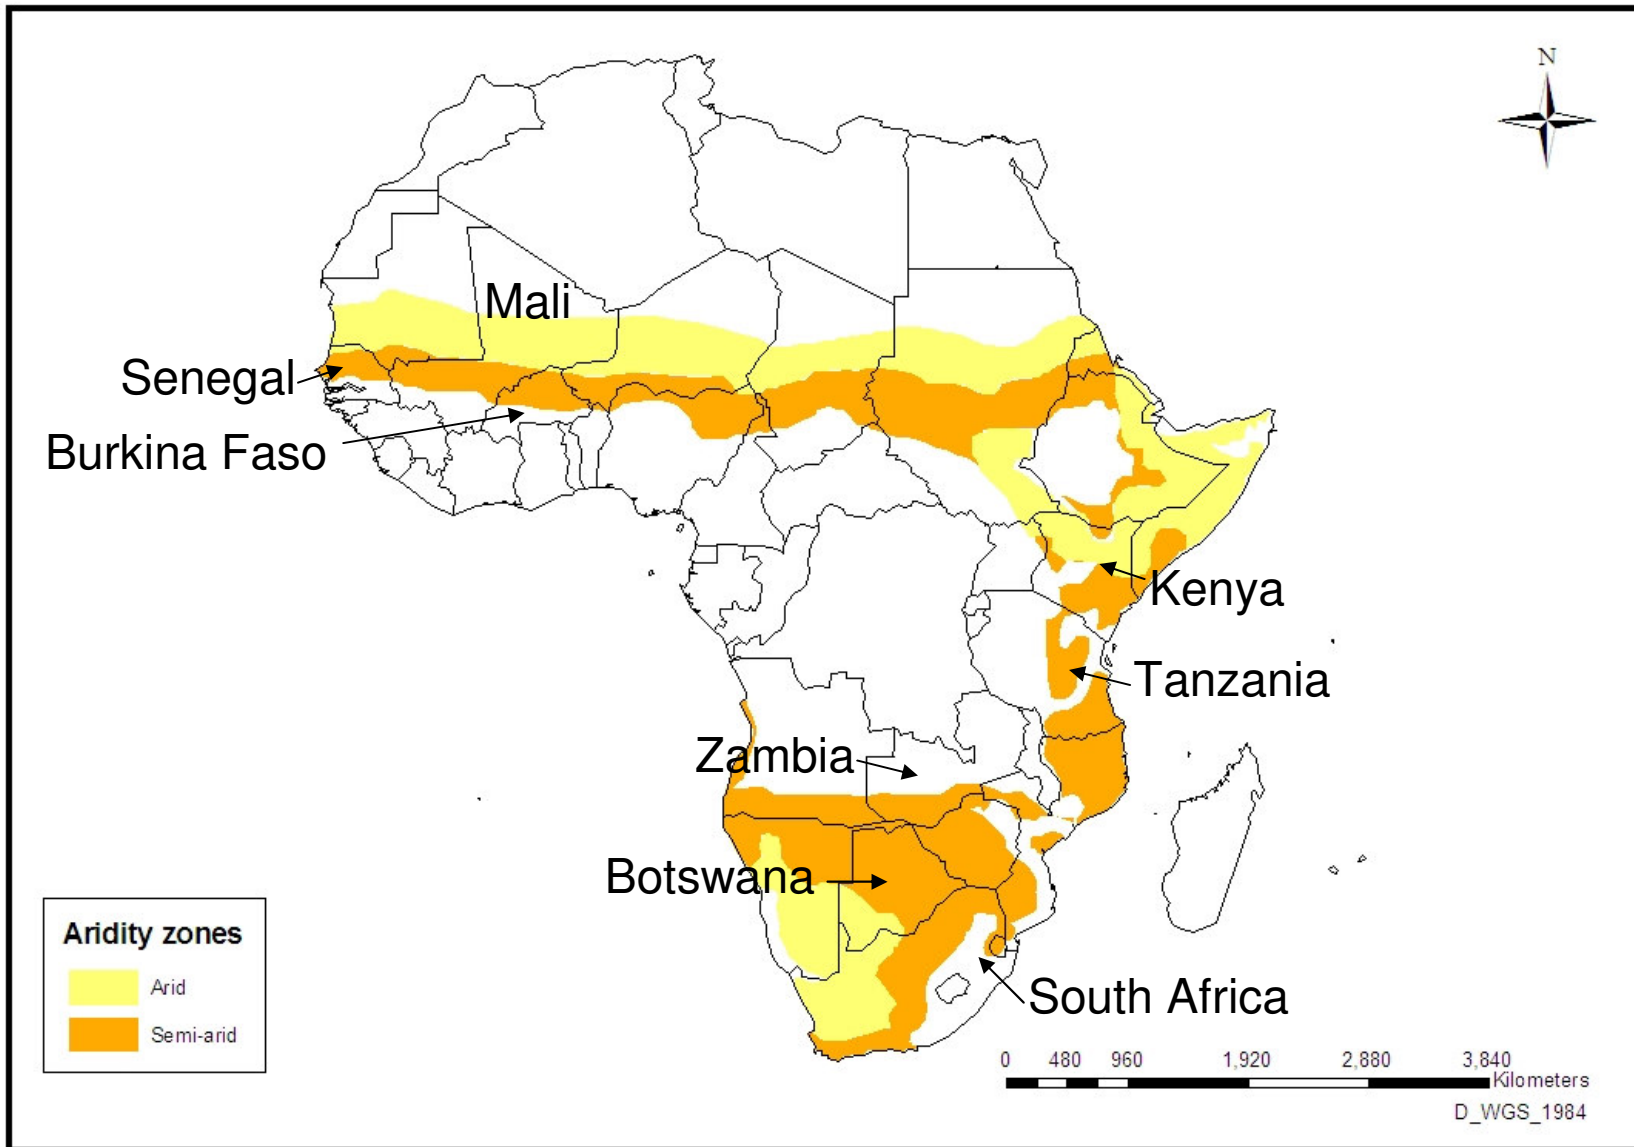 N
Mali
Senegal
Burkina Faso
Kenya
Tanzania
Zambia
Botswana
South Africa
Aridity zones
Arid
Semi-arid
0 480 960 1,920 2,880 3,840
Kilometers
D_WGS_1984